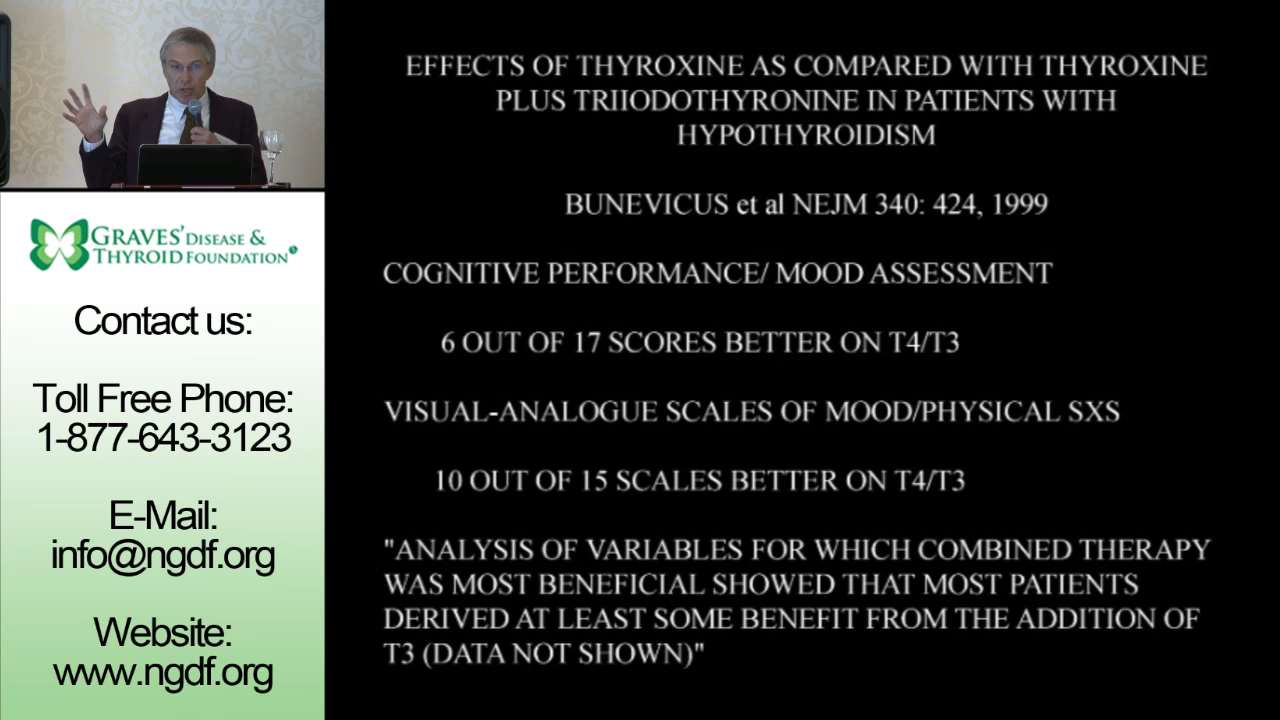 GRAVES' DISEASE &
THYROID FOUNDATION
Contact us:
Toll Free Phone:
1-877-643-3123
E-Mail:
info@ngdf.org
Website:
www.ngdf.org
EFFECTS OF THYROXINE AS COMPARED WITH THYROXINE
PLUS TRIIODOTHYRONINE IN PATIENTS WITH
HYPOTHYROIDISM
BUNEVICUS et al NEJM 340: 424, 1999
COGNITIVE PERFORMANCE/ MOOD ASSESSMENT
6 OUT OF 17 SCORES BETTER ON T4/T3
VISUAL-ANALOGUE SCALES OF MOOD/PHYSICAL SXS
10 OUT OF 15 SCALES BETTER ON T4/T3
"ANALYSIS OF VARIABLES FOR WHICH COMBINED THERAPY
WAS MOST BENEFICIAL SHOWED THAT MOST PATIENTS
DERIVED AT LEAST SOME BENEFIT FROM THE ADDITION OF
T3 (DATA NOT SHOWN)"